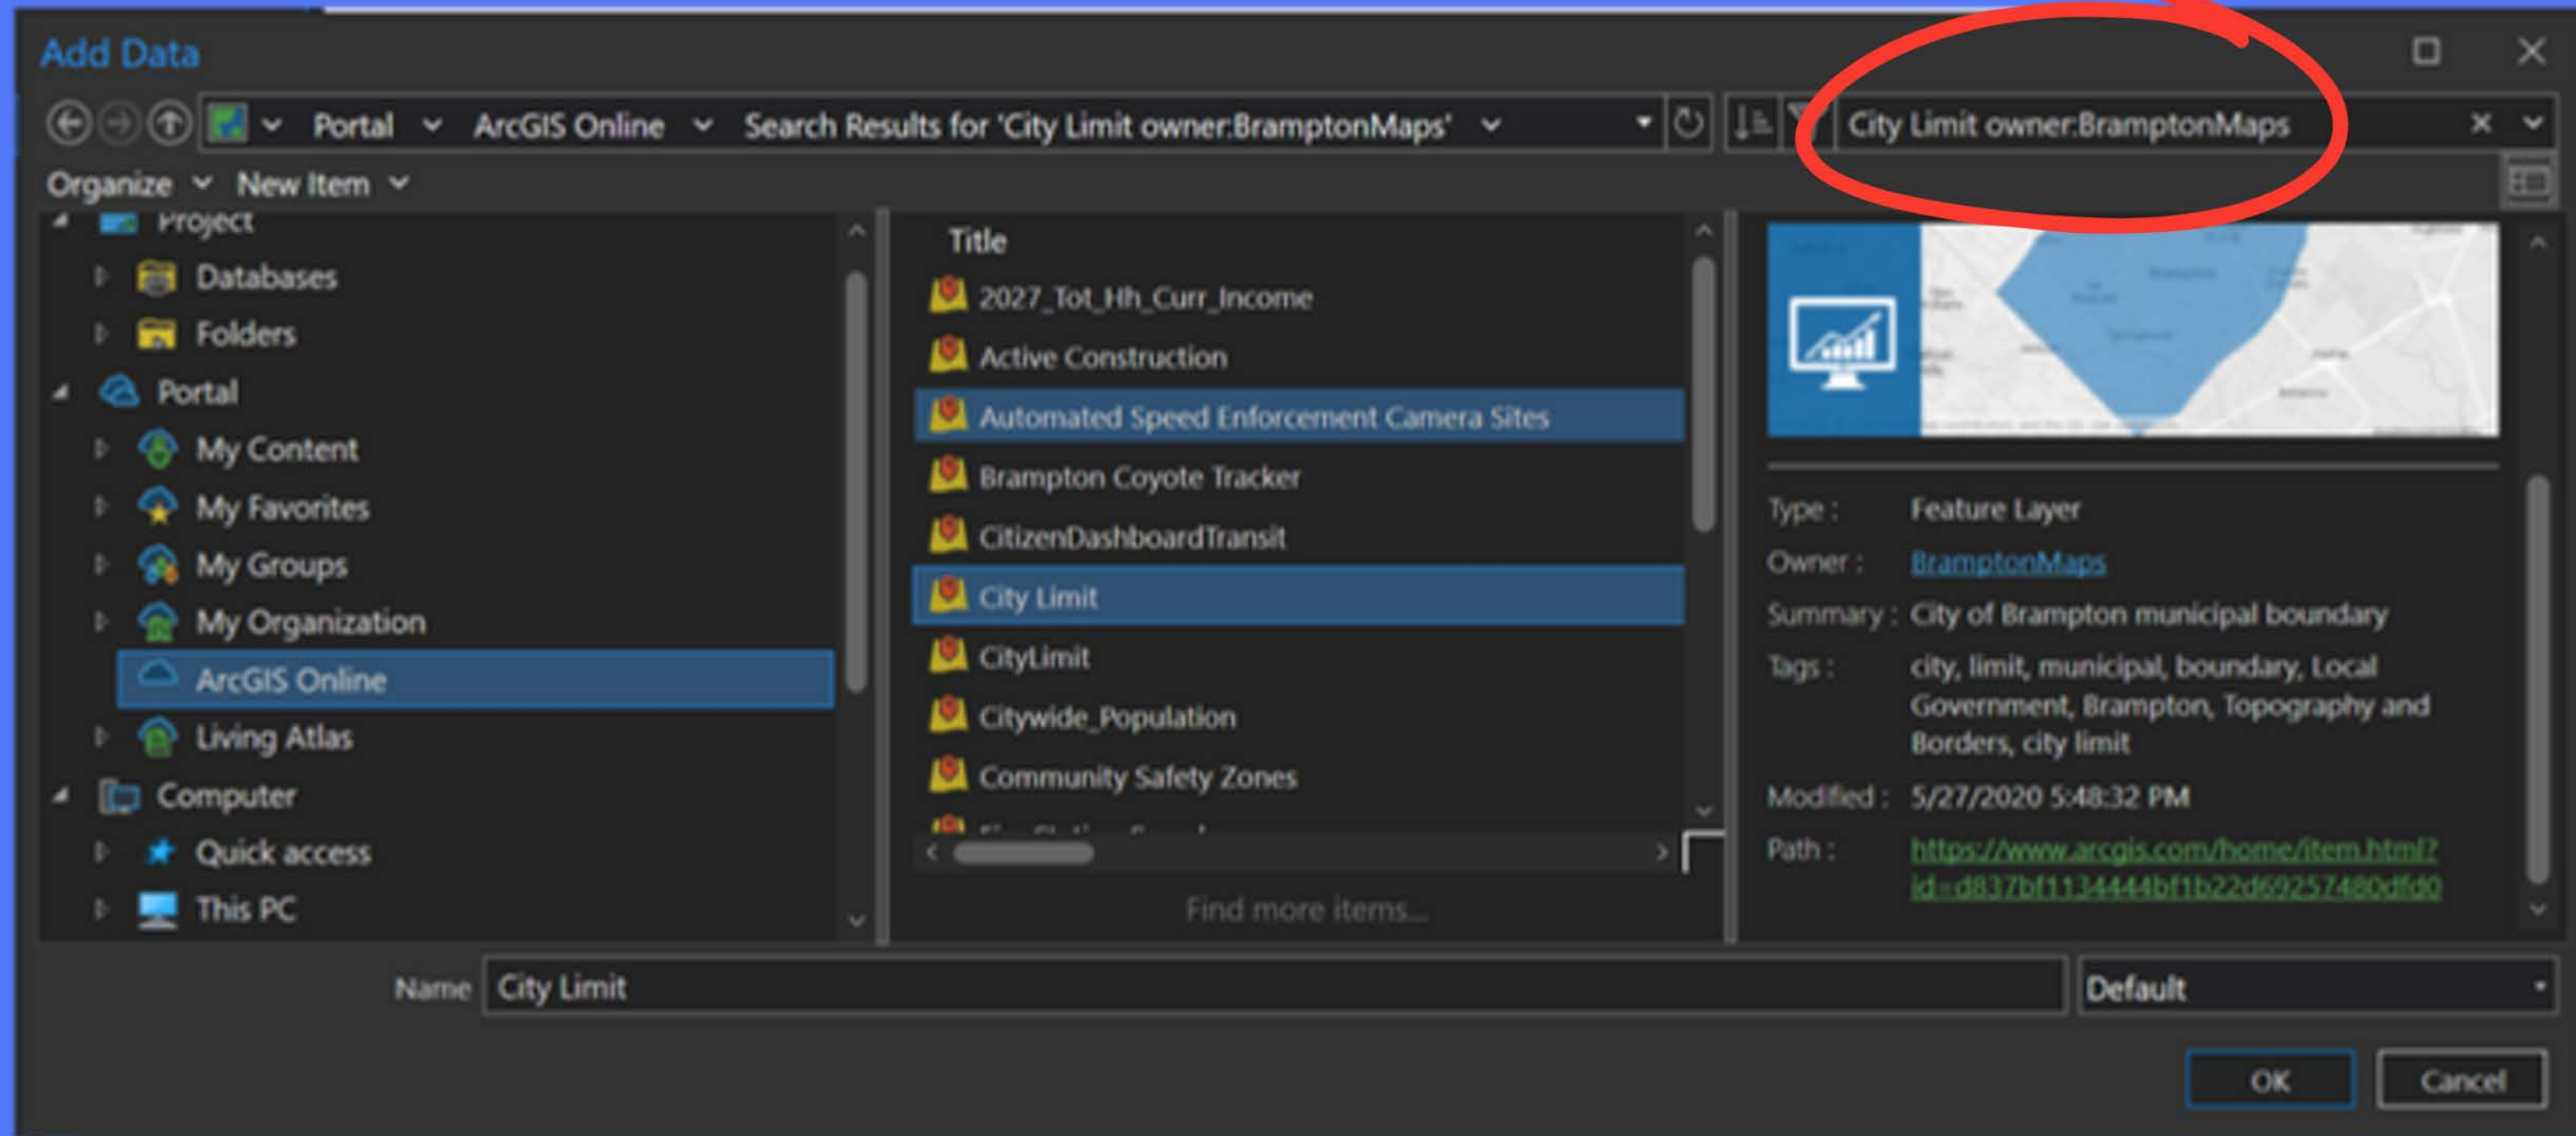 Add Data
Portal ArcGIS Online Search Results for 'City Limit owner:BramptonMaps'
City Limit owner:BramptonMaps
Organize New Item
Project
Databases
Folders
Portal
My Content
My Favorites
My Groups
My Organization
ArcGIS Online
Living Atlas
Computer
Quick access
This PC
Title
2027_Tot_Hh_Curr_Income
Active Construction
Automated Speed Enforcement Camera Sites
Brampton Coyote Tracker
CitizenDashboardTransit
City Limit
CityLimit
Citywide_Population
Community Safety Zones
Find more items...
Type : Feature Layer
Owner : BramptonMaps
Summary : City of Brampton municipal boundary
Tags : city, limit, municipal, boundary, Local
Government, Brampton, Topography and
Borders, city limit
Modified : 5/27/2020 5:48:32 PM
Path : https://www.arcgis.com/home/item.html?
id=d837bf1134444bf1b22d69257480dfd0
Name City Limit
Default
OK Cancel